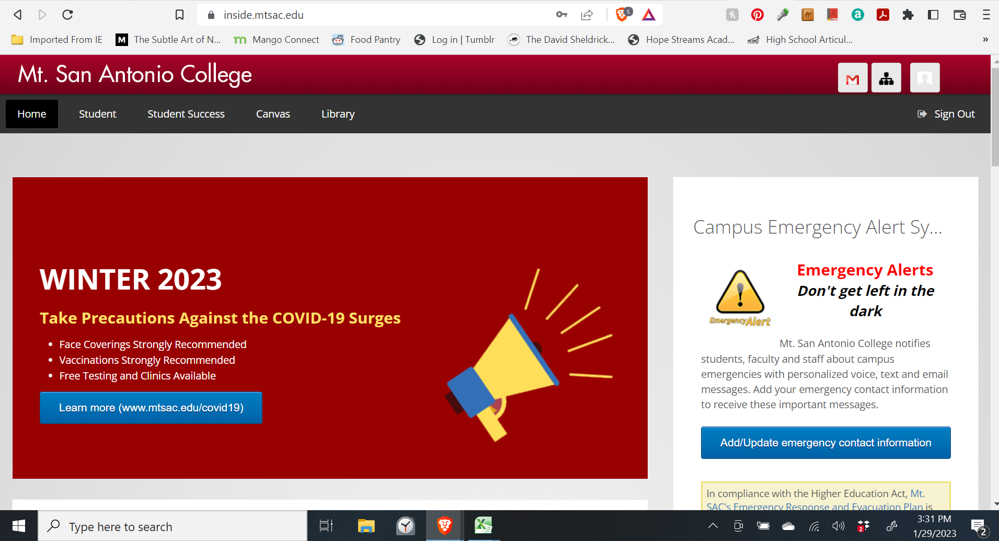 inside.mtsac.edu
5
Imported From IE
The Subtle Art of N...
Mango Connect
Food Pantry
Log in | Tumblr
The David Sheldrick...
Hope Streams Acad...
High School Articul...
»
Mt. San Antonio College
Home
Student
Student Success
Canvas
Library
Sign Out
WINTER 2023
Take Precautions Against the COVID-19 Surges
• Face Coverings Strongly Recommended
• Vaccinations Strongly Recommended
• Free Testing and Clinics Available
Learn more (www.mtsac.edu/covid19)
Campus Emergency Alert Sy...
EmergencyAlert
Emergency Alerts
Don't get left in the
dark
Mt. San Antonio College notifies
students, faculty and staff about campus
emergencies with personalized voice, text and email
messages. Add your emergency contact information
to receive these important messages.
Add/Update emergency contact information
In compliance with the Higher Education Act, Mt.
SAC's Emergency Response and Evacuation Plan is
Type here to search
2
3:31 PM
1/29/2023
2